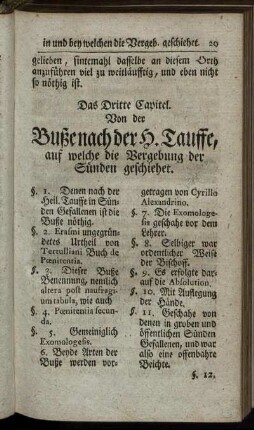 in und bey welchen die Vergeb. geschiehet. 20
gelieben, sintemahl dasselbe an diesem Orth
anzuführen viel zu weitläufftig, und eben nicht
so nöthig ist.
Das Dritte Capitel.
Von der
Buße nach der H. Tauffe,
auf welche die Vergebung der
Sünden geschiehet.
§. 1. Denen nach der
Heil. Tauffe in Sün-
den Gefallenen ist die
Buße nöthig.
§. 2. Erasmi ungegrün-
detes Urtheil von
Tertulliani Buch de
Pœnitentia.
§. 3. Dieser Buße
Benennung, nemlich
altera post naufragi-
um tabula, wie auch
§. 4. Pœnitentia secun-
da.
§. 5. Gemeiniglich
Exomologesis.
6. Beyde Arten der
Buße werden vor-
getragen von Cyrillo
Alexandrino.
§. 7. Die Exomologe-
sis geschahe vor dem
Lehrer.
§. 8. Selbiger war
ordentlicher Weise
der Bischoff.
§. 9. Es erfolgte dar-
auf die Absolution.
§. 10. Mit Auflegung
der Hände.
§. 11. Geschahe von
denen in groben und
öffentlichen Sünden
Gefallenen, und war
also eine offenbahre
Beichte.
§. 12.